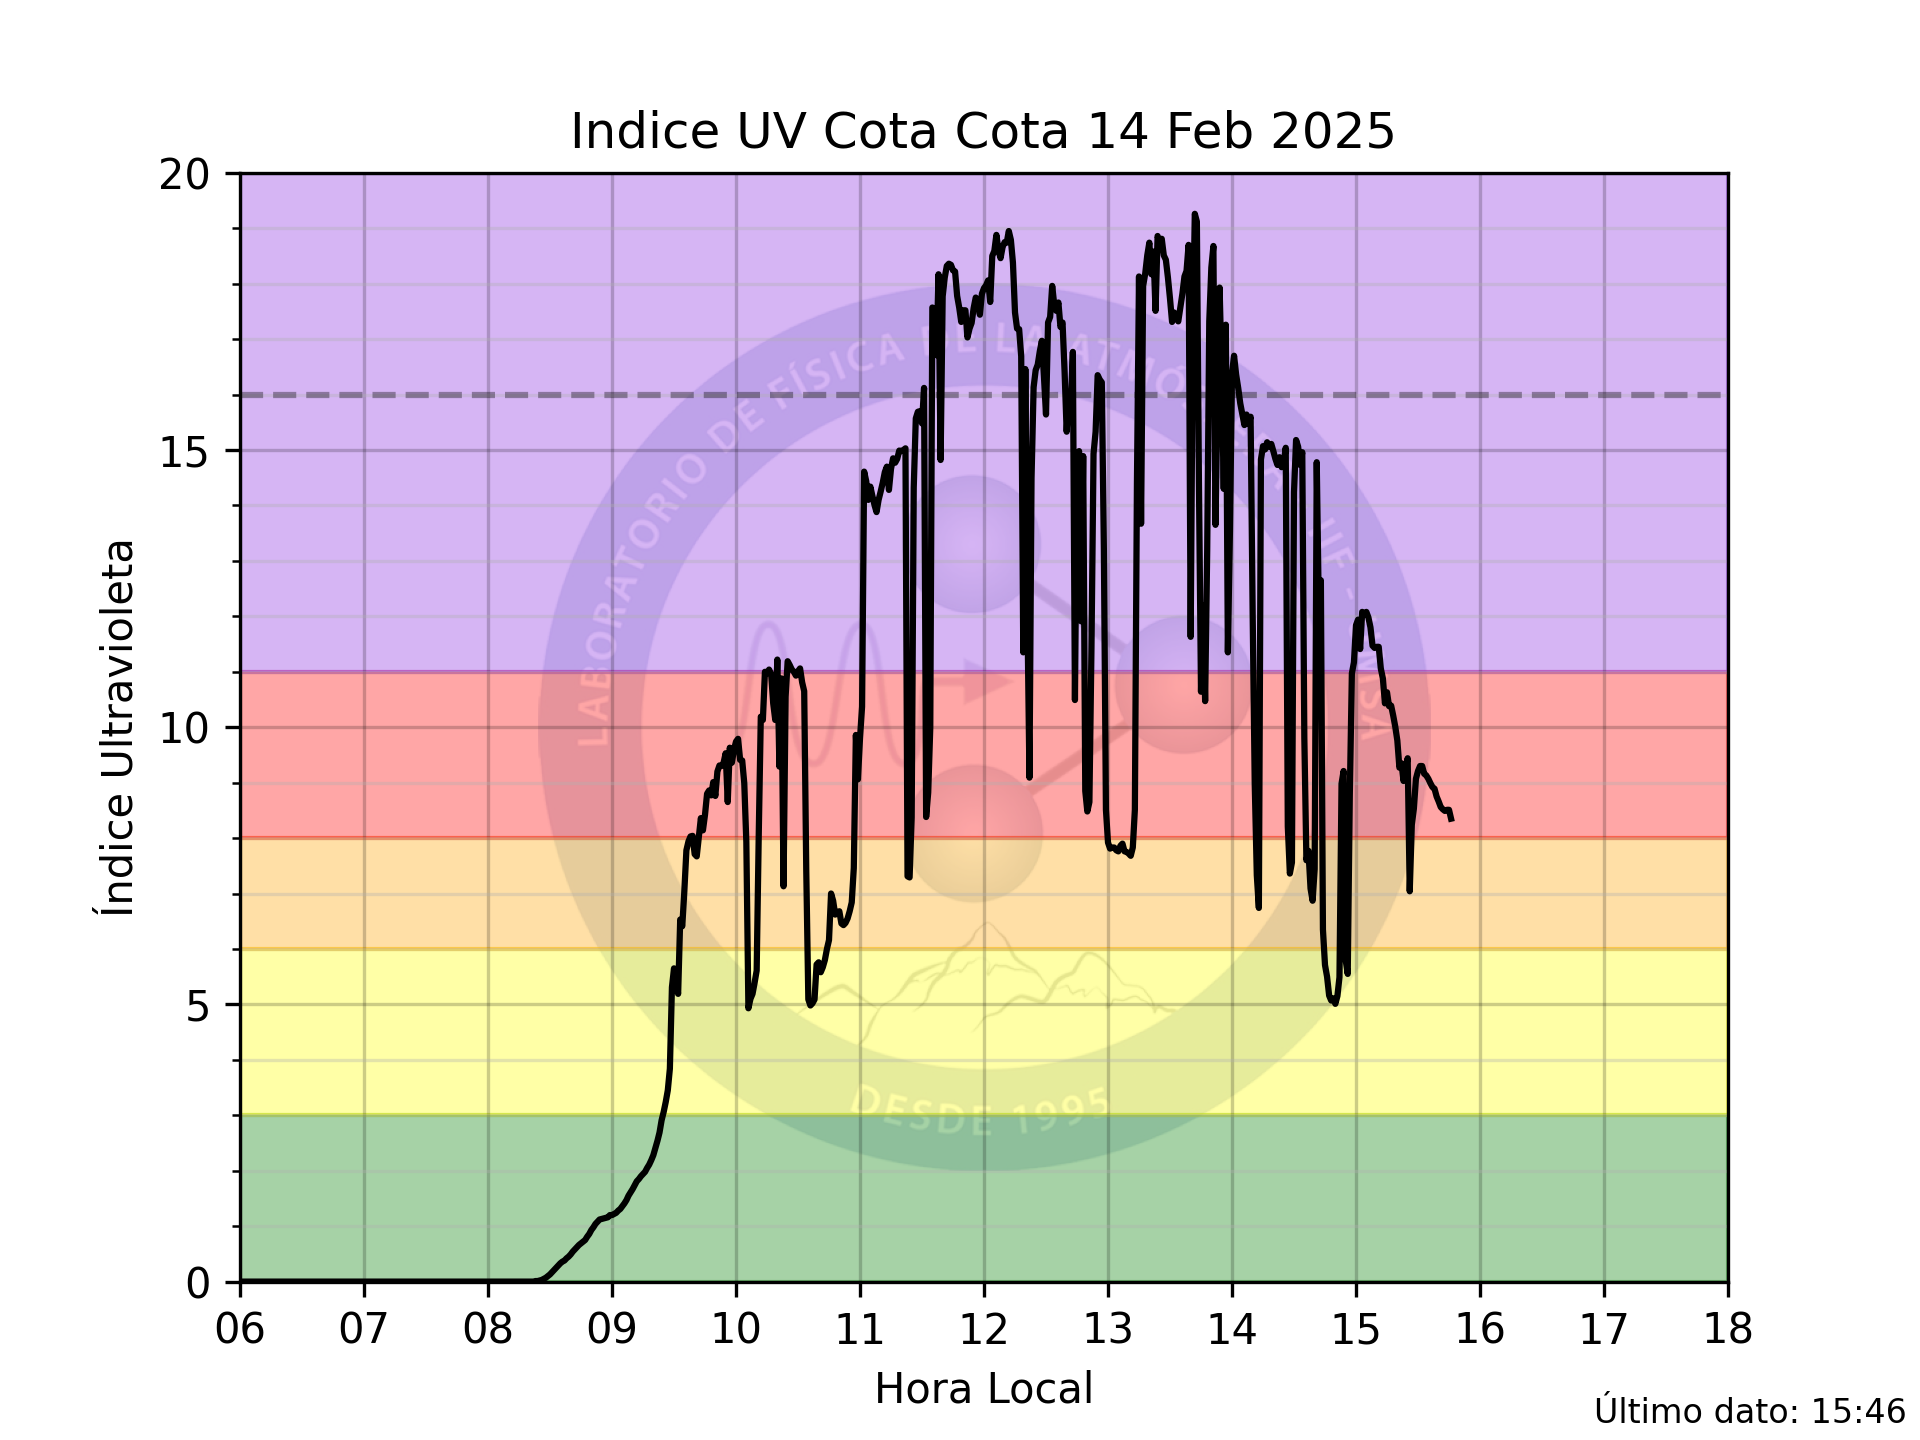 Indice UV Cota Cota 14 Feb 2025
20
15
10
5
0
Índice Ultravioleta
LABORATORIO DE FÍSICA DE LA ATMÓ
DESDE 1995
06 07 08 09 10 11 12 13 14 15 16 17 18
Hora Local
Último dato: 15:46